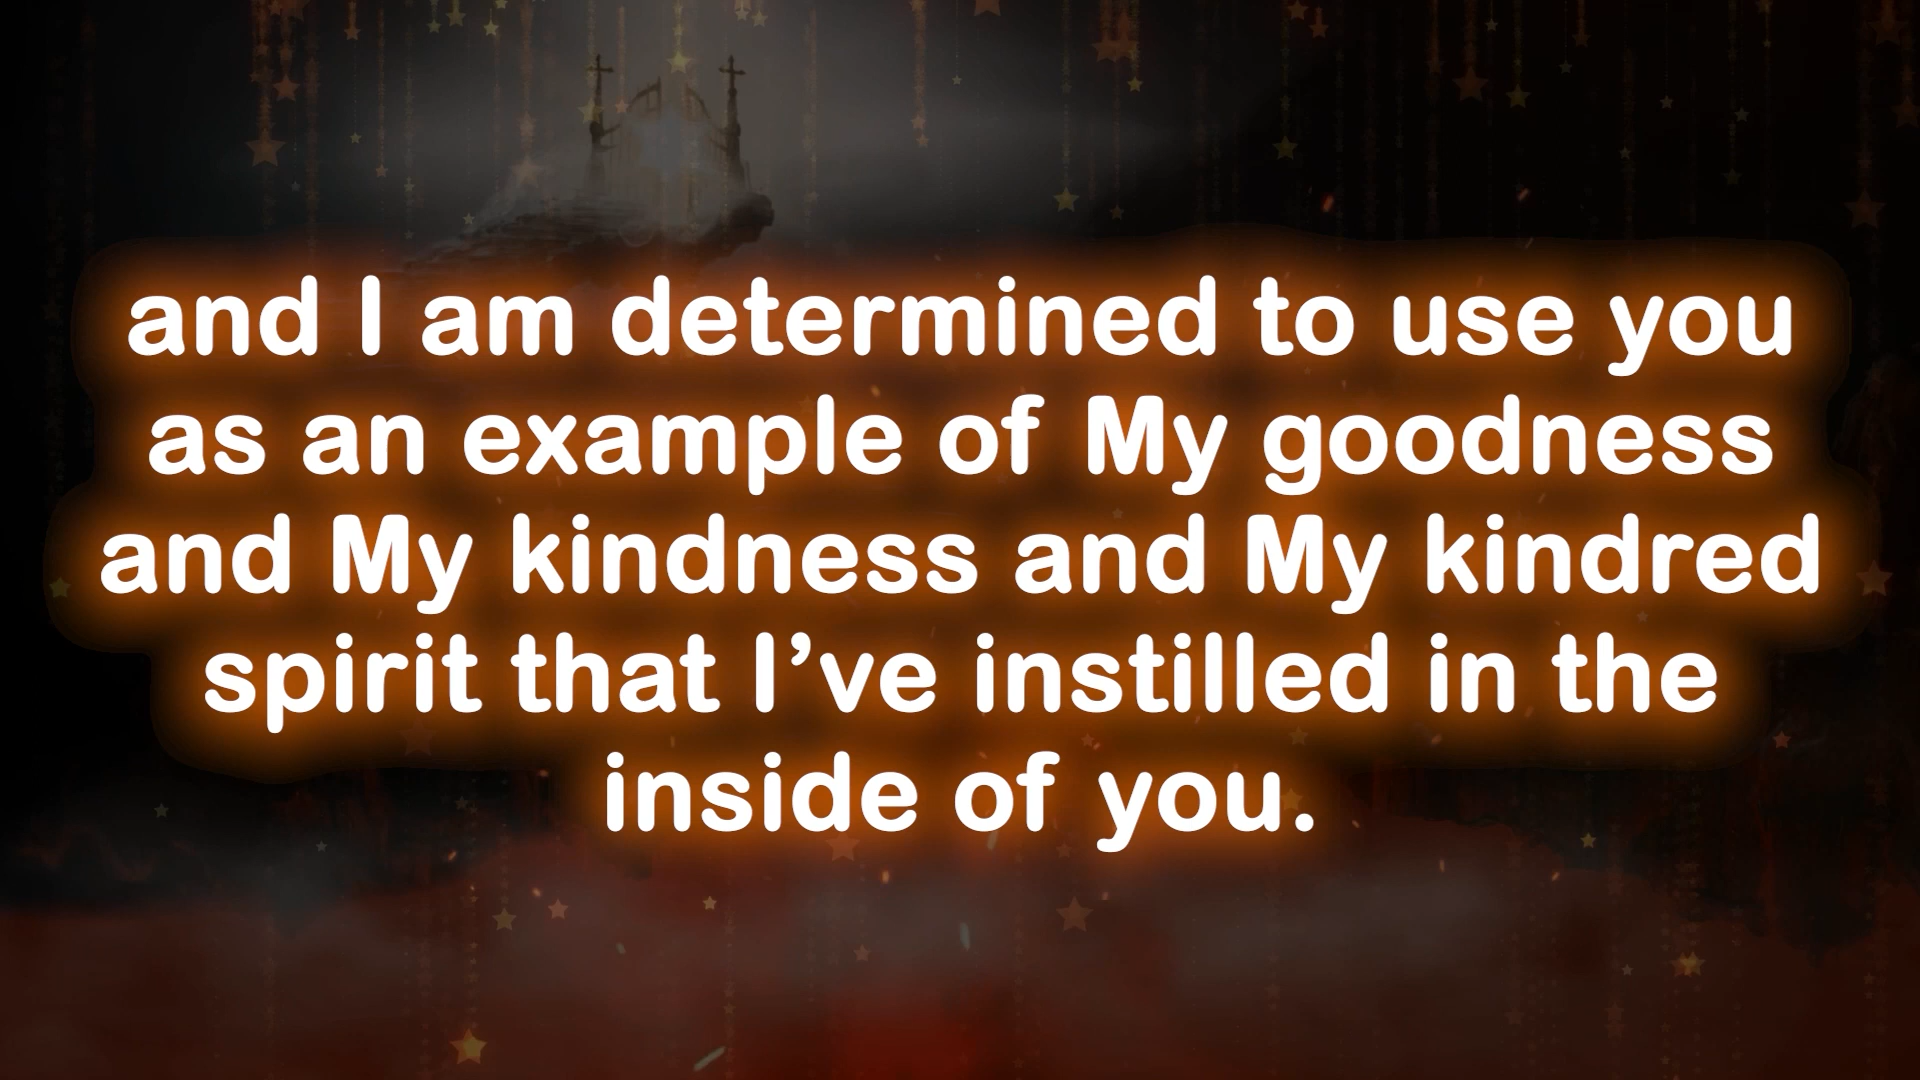 and I am determined to use you
as an example of My goodness
and My kindness and My kindred
spirit that I’ve instilled in the
inside of you.